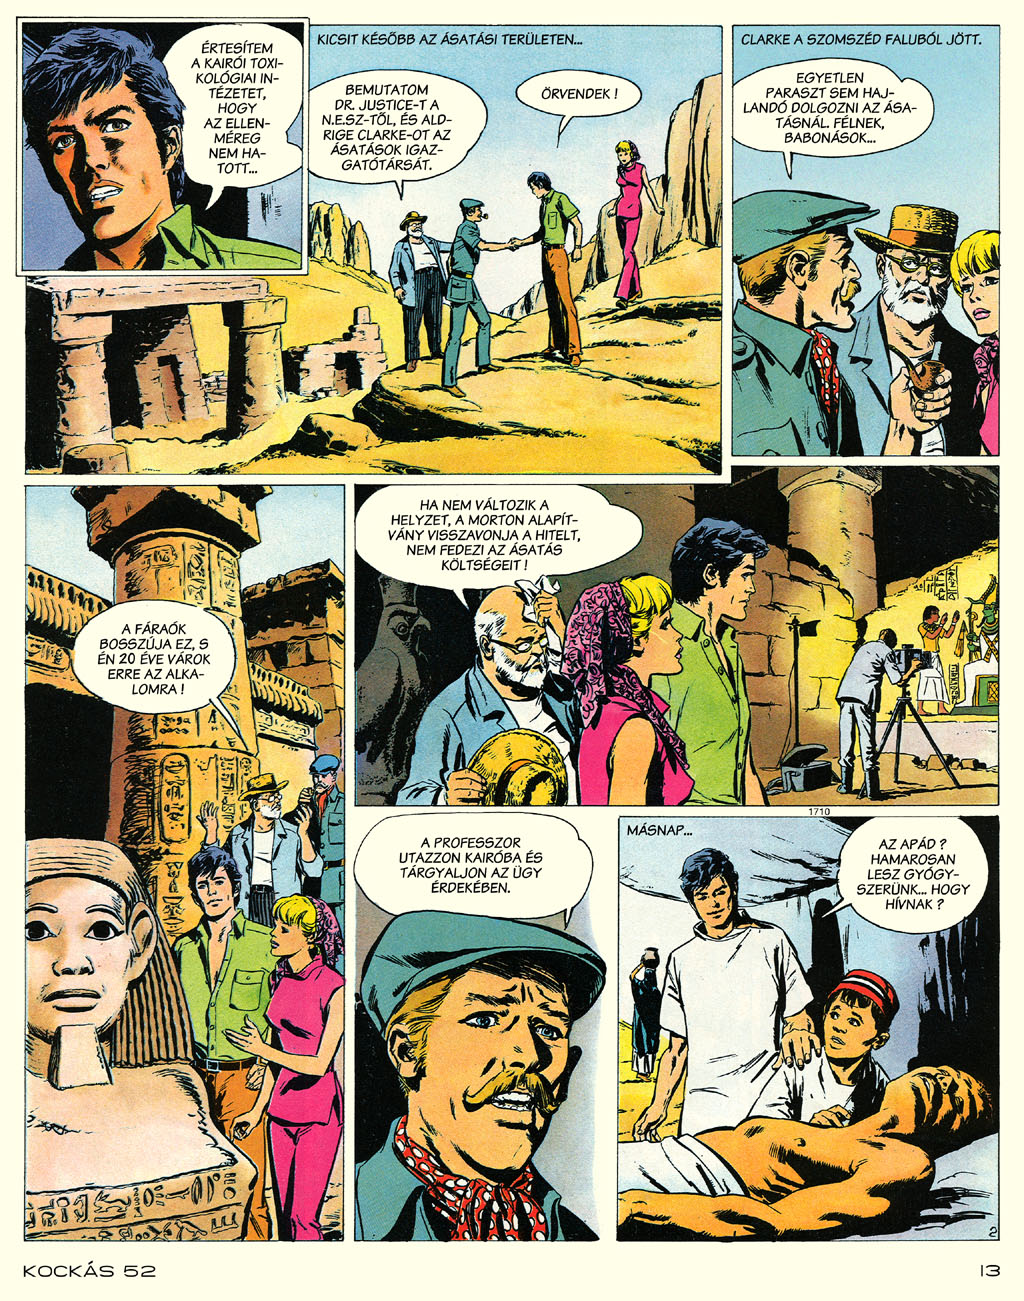 ÉRTESÍTEM
A KAIRÓI TOXI-
KOLÓGIAI IN-
TÉZETET,
HOGY
AZ ELLEN-
MÉREG
NEM HA-
TOTT...
KICSIT KÉSŐBB AZ ÁSATÁSI TERÜLETEN...
BEMUTATOM
DR. JUSTICE-T A
N.E.SZ-TŐL, ÉS ALD-
RIGE CLARKE-OT AZ
ÁSATÁSOK IGAZ-
GATÓTÁRSÁT.
ÖRVENDEK !
CLARKE A SZOMSZÉD FALUBÓL JÖTT.
EGYETLEN
PARASZT SEM HAJ-
LANDÓ DOLGOZNI AZ ÁSA-
TÁSNÁL. FÉLNEK,
BABONÁSOK...
A FÁRAÓK
BOSSZÚJA EZ, S
ÉN 20 ÉVE VÁROK
ERRE AZ ALKA-
LOMRA !
HA NEM VÁLTOZIK A
HELYZET, A MORTON ALAPÍT-
VÁNY VISSZAVONJA A HITELT,
NEM FEDEZI AZ ÁSATÁS
KÖLTSÉGEIT !
1710
A PROFESSZOR
UTAZZON KAIRÓBA ÉS
TÁRGYALJON AZ ÜGY
ÉRDEKÉBEN.
MÁSNAP...
AZ APÁD ?
HAMAROSAN
LESZ GYÓGY-
SZERÜNK... HOGY
HÍVNAK ?
2
KOCKÁS 52
13